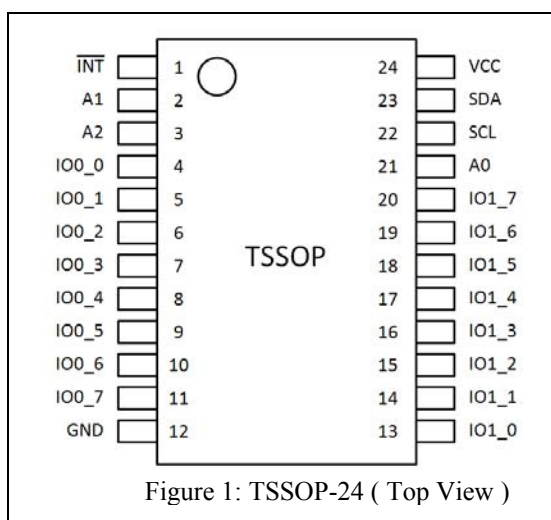 INT 1 24 VCC
A1 2 23 SDA
A2 3 22 SCL
IO0_0 4 21 A0
IO0_1 5 20 IO1_7
IO0_2 6 19 IO1_6
IO0_3 7 TSSOP 18 IO1_5
IO0_4 8 17 IO1_4
IO0_5 9 16 IO1_3
IO0_6 10 15 IO1_2
IO0_7 11 14 IO1_1
GND 12 13 IO1_0
Figure 1: TSSOP-24 ( Top View )